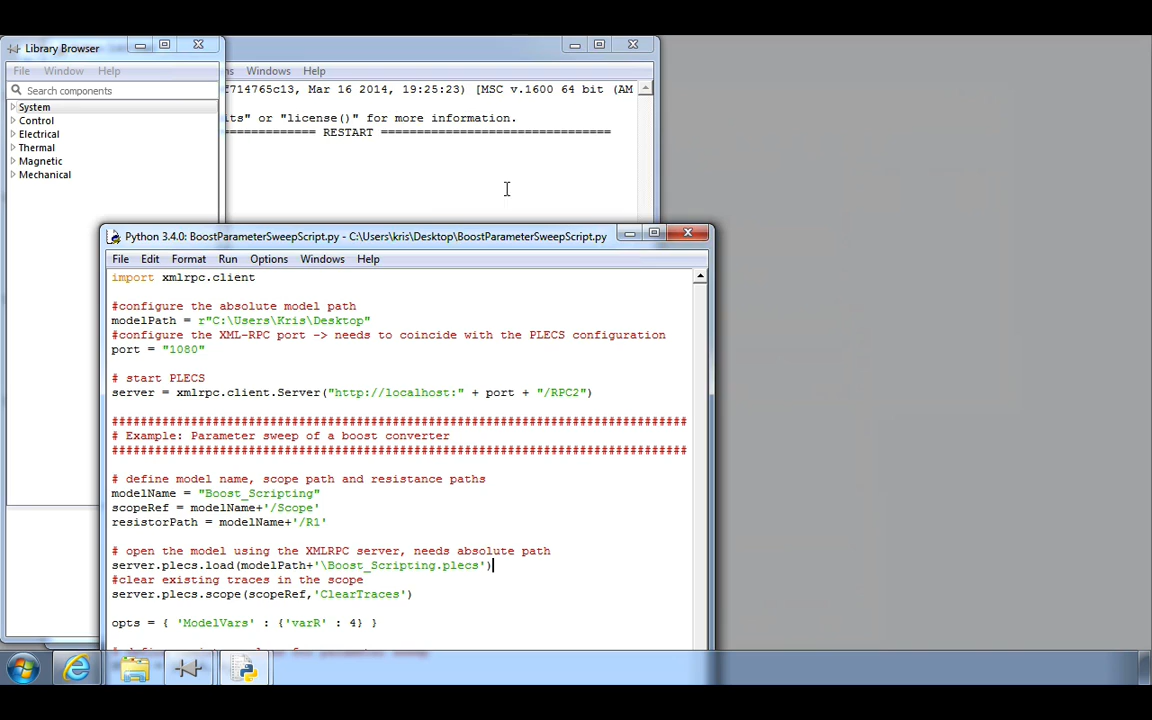 Library Browser
File Window Help
Search components
System
Control
Electrical
Thermal
Magnetic
Mechanical
ns Windows Help
f714765c13, Mar 16 2014, 19:25:23) [MSC v.1600 64 bit (AM
its" or "license()" for more information.
============= RESTART ================================
Python 3.4.0: BoostParameterSweepScript.py - C:\Users\kris\Desktop\BoostParameterSweepScript.py
File Edit Format Run Options Windows Help
import xmlrpc.client
#configure the absolute model path
modelPath = r"C:\Users\Kris\Desktop"
#configure the XML-RPC port -> needs to coincide with the PLECS configuration
port = "1080"
# start PLECS
server = xmlrpc.client.Server("http://localhost:" + port + "/RPC2")
################################################################################
# Example: Parameter sweep of a boost converter
################################################################################
# define model name, scope path and resistance paths
modelName = "Boost_Scripting"
scopeRef = modelName+'/Scope'
resistorPath = modelName+'/R1'
# open the model using the XMLRPC server, needs absolute path
server.plecs.load(modelPath+'\Boost_Scripting.plecs')
#clear existing traces in the scope
server.plecs.scope(scopeRef,'ClearTraces')
opts = { 'ModelVars' : {'varR' : 4} }